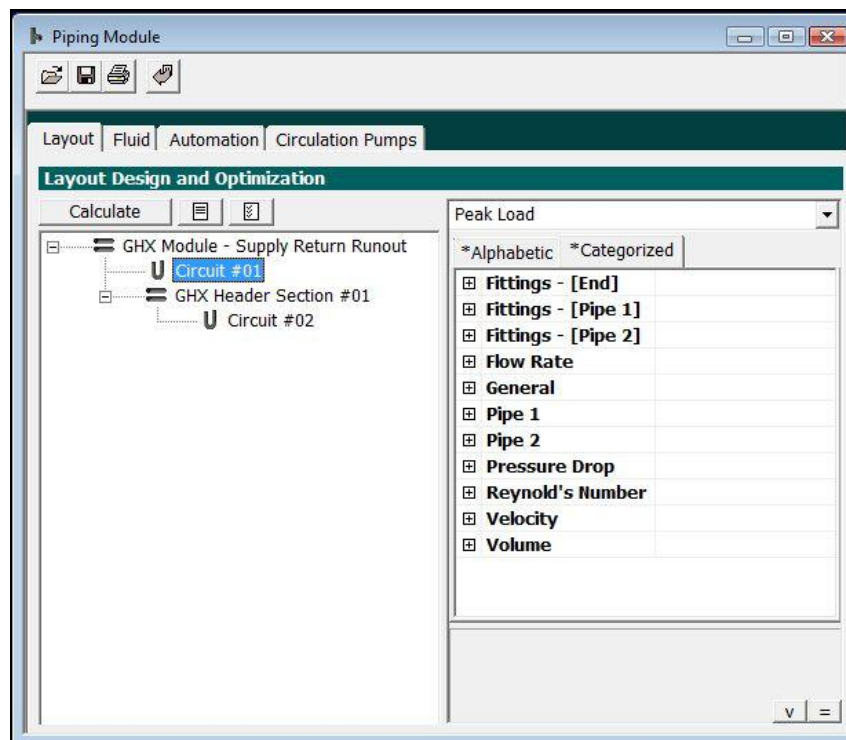 Piping Module
Layout Fluid Automation Circulation Pumps
Layout Design and Optimization
Calculate
GHX Module - Supply Return Runout
Circuit #01
GHX Header Section #01
Circuit #02
Peak Load
*Alphabetic *Categorized
Fittings - [End]
Fittings - [Pipe 1]
Fittings - [Pipe 2]
Flow Rate
General
Pipe 1
Pipe 2
Pressure Drop
Reynold's Number
Velocity
Volume
v =